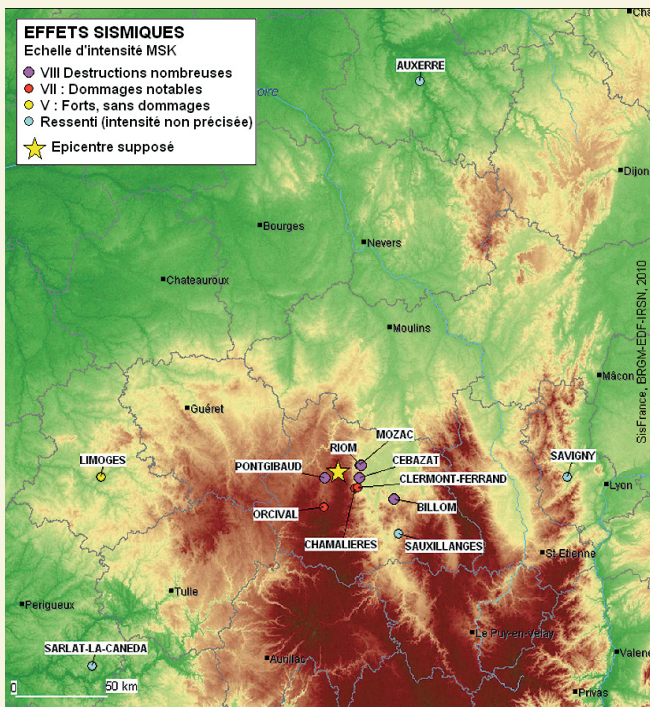 EFFETS SISMIQUES
Echelle d'intensité MSK
VIII Destructions nombreuses
VII : Dommages notables
V : Forts, sans dommages
Ressenti (intensité non précisée)
Epicentre supposé
AUXERRE
Dijon
Bourges
Nevers
Chateauroux
Moulins
Mâcon
Guéret
MOZAC
RIOM
LIMOGES
PONTGIBAUD
CEBAZAT
SAVIGNY
CLERMONT-FERRAND
Lyon
ORCIVAL
BILLOM
CHAMALIERES
SAUXILLANGES
St-Etienne
Tulle
Perigueux
Le Puy-en-Velay
SARLAT-LA-CANEDA
Aurillac
Valen
Privas
0 50 km
SisFrance, BRGM-EDF-IRSN, 2010